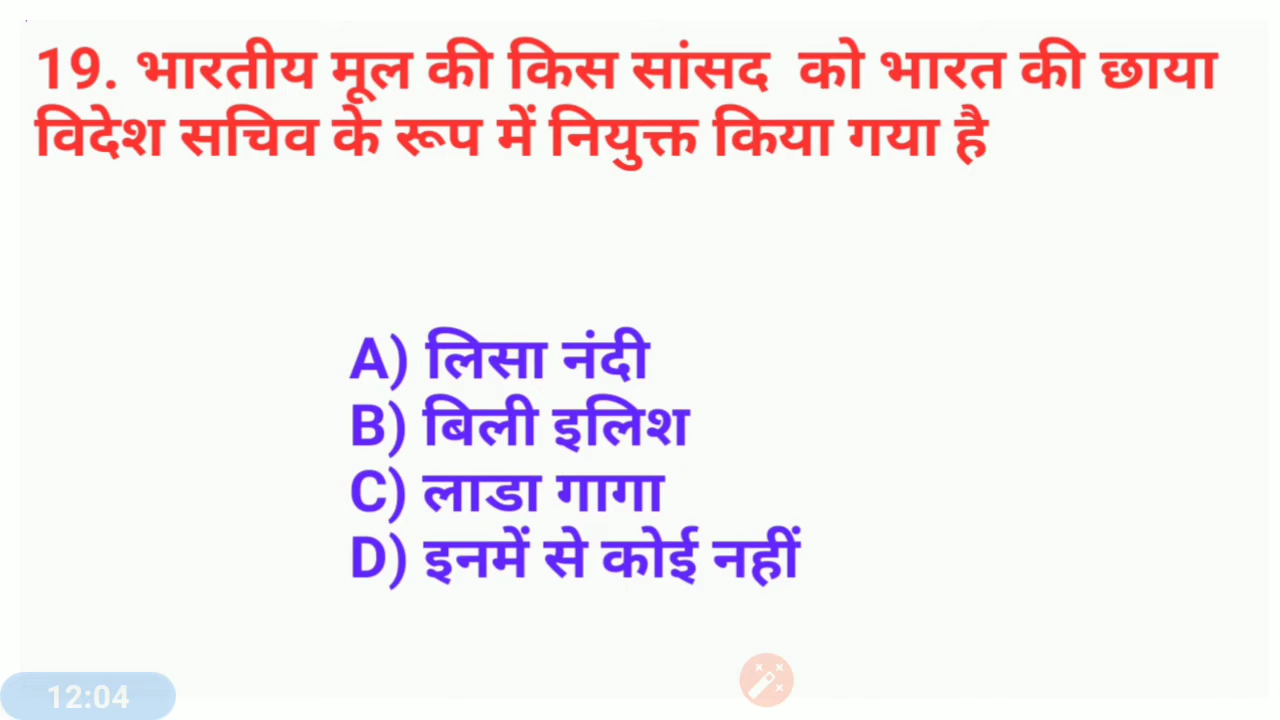 19. भारतीय मूल की किस सांसद को भारत की छाया
विदेश सचिव के रूप में नियुक्त किया गया है
A) लिसा नंदी
B) बिली इलिश
C) लाडा गागा
D) इनमें से कोई नहीं
12:04